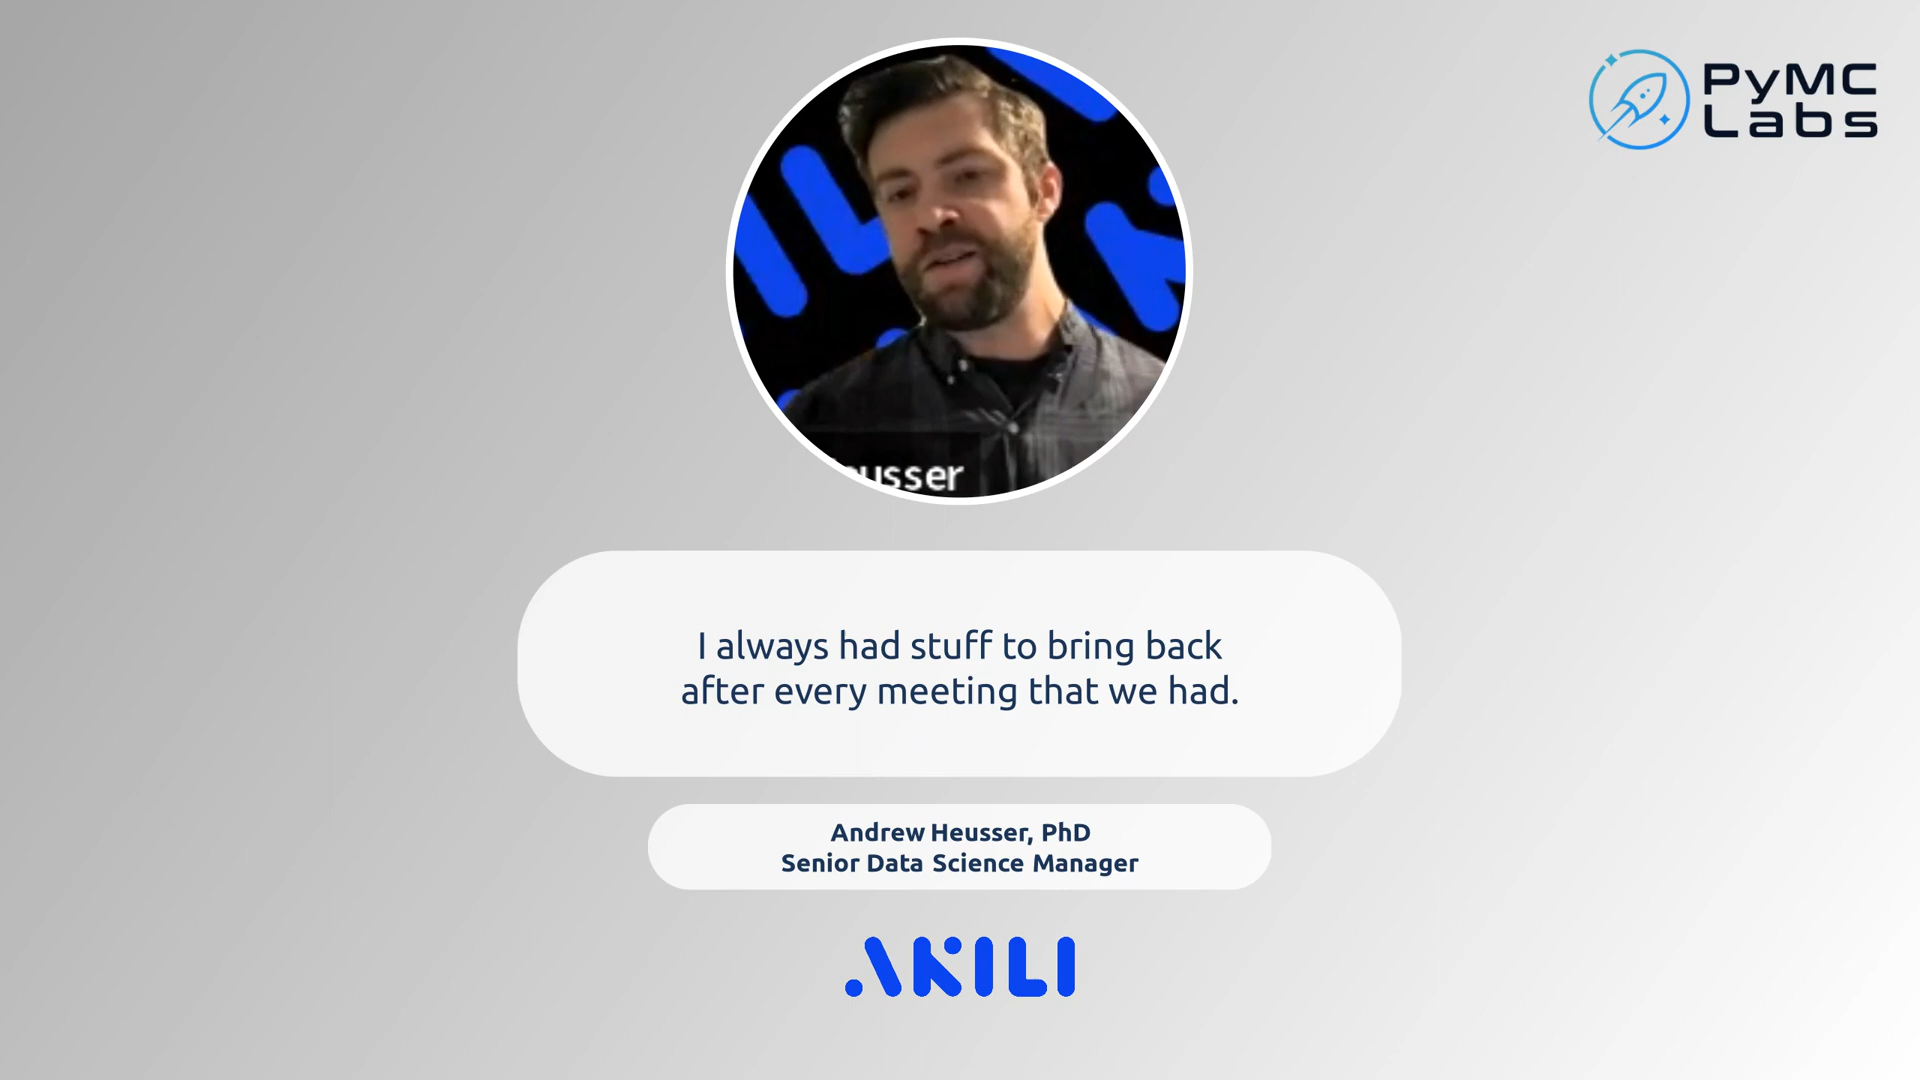 PyMC
Labs
usser
I always had stuff to bring back
after every meeting that we had.
Andrew Heusser, PhD
Senior Data Science Manager
AKILI